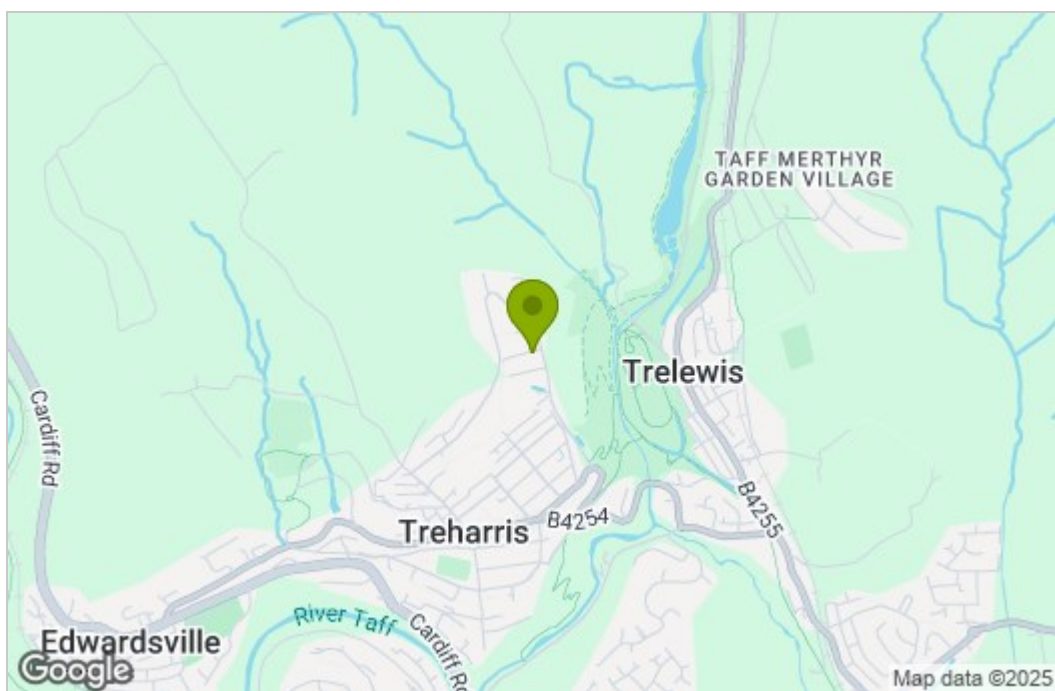 TAFF MERTHYR
GARDEN VILLAGE
Trelewis
Cardiff Rd
B4255
Treharris
B4254
River Taff
Cardiff Rd
Edwardsville
Google
Map data ©2025